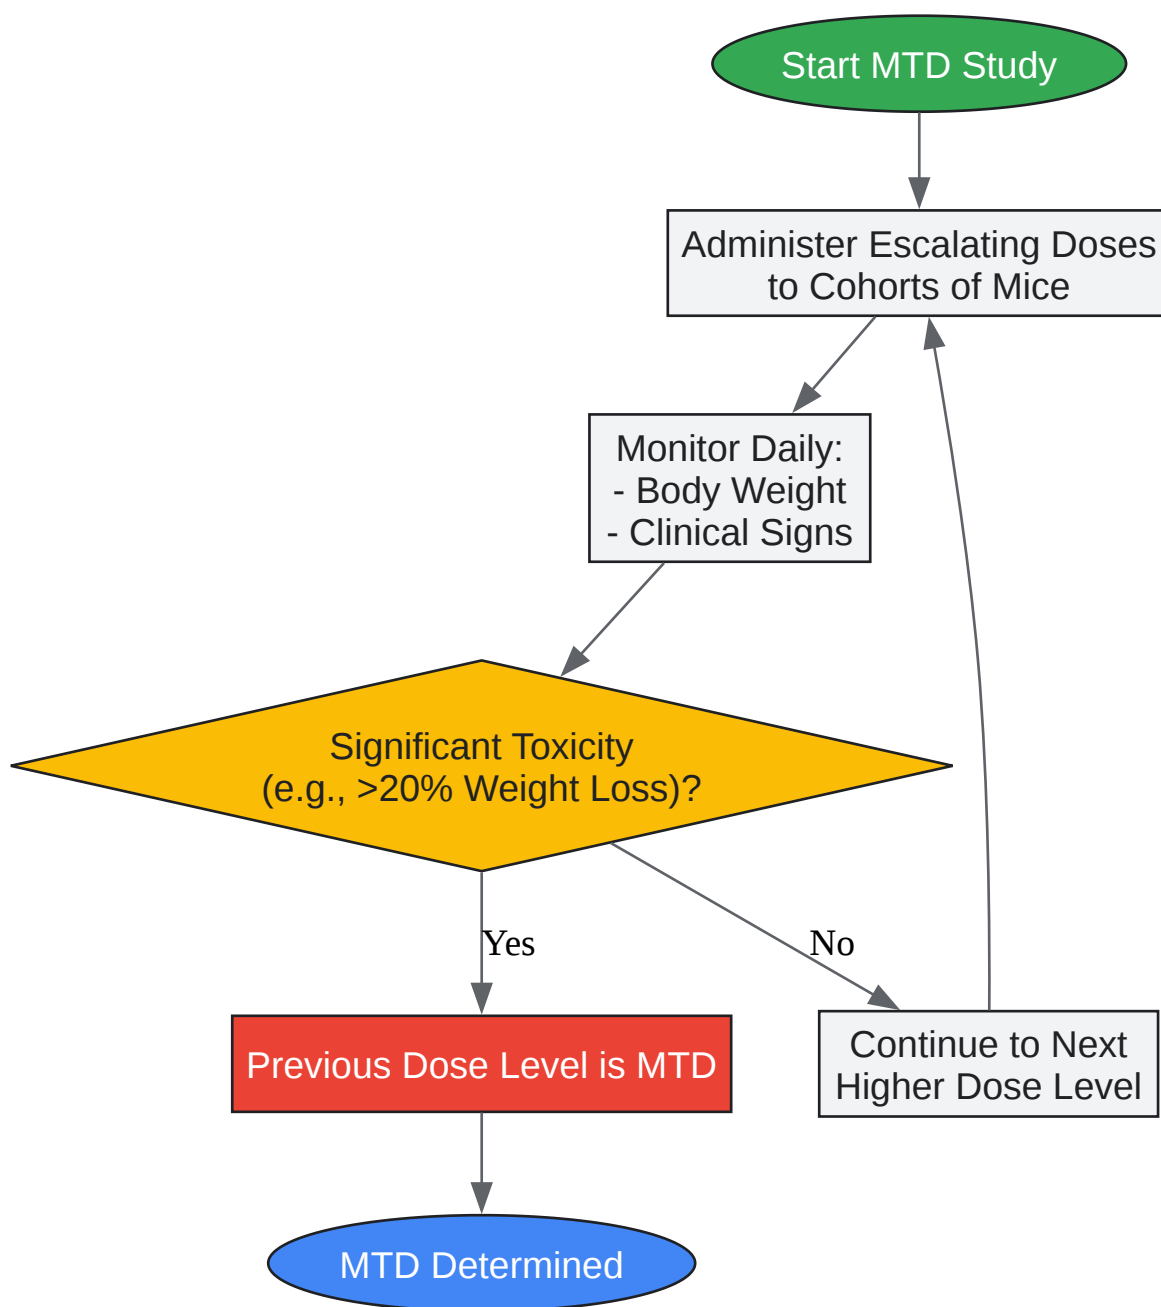 Start MTD Study
Administer Escalating Doses
to Cohorts of Mice
Monitor Daily:
- Body Weight
- Clinical Signs
Significant Toxicity
(e.g., >20% Weight Loss)?
Yes
No
Previous Dose Level is MTD
Continue to Next
Higher Dose Level
MTD Determined